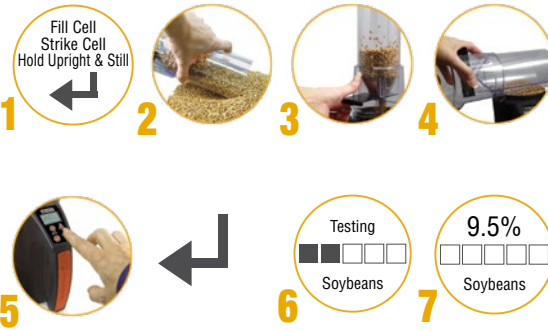 Fill Cell
Strike Cell
Hold Upright & Still
1
2
3
4
5
Testing
Soybeans
6
9.5%
Soybeans
7